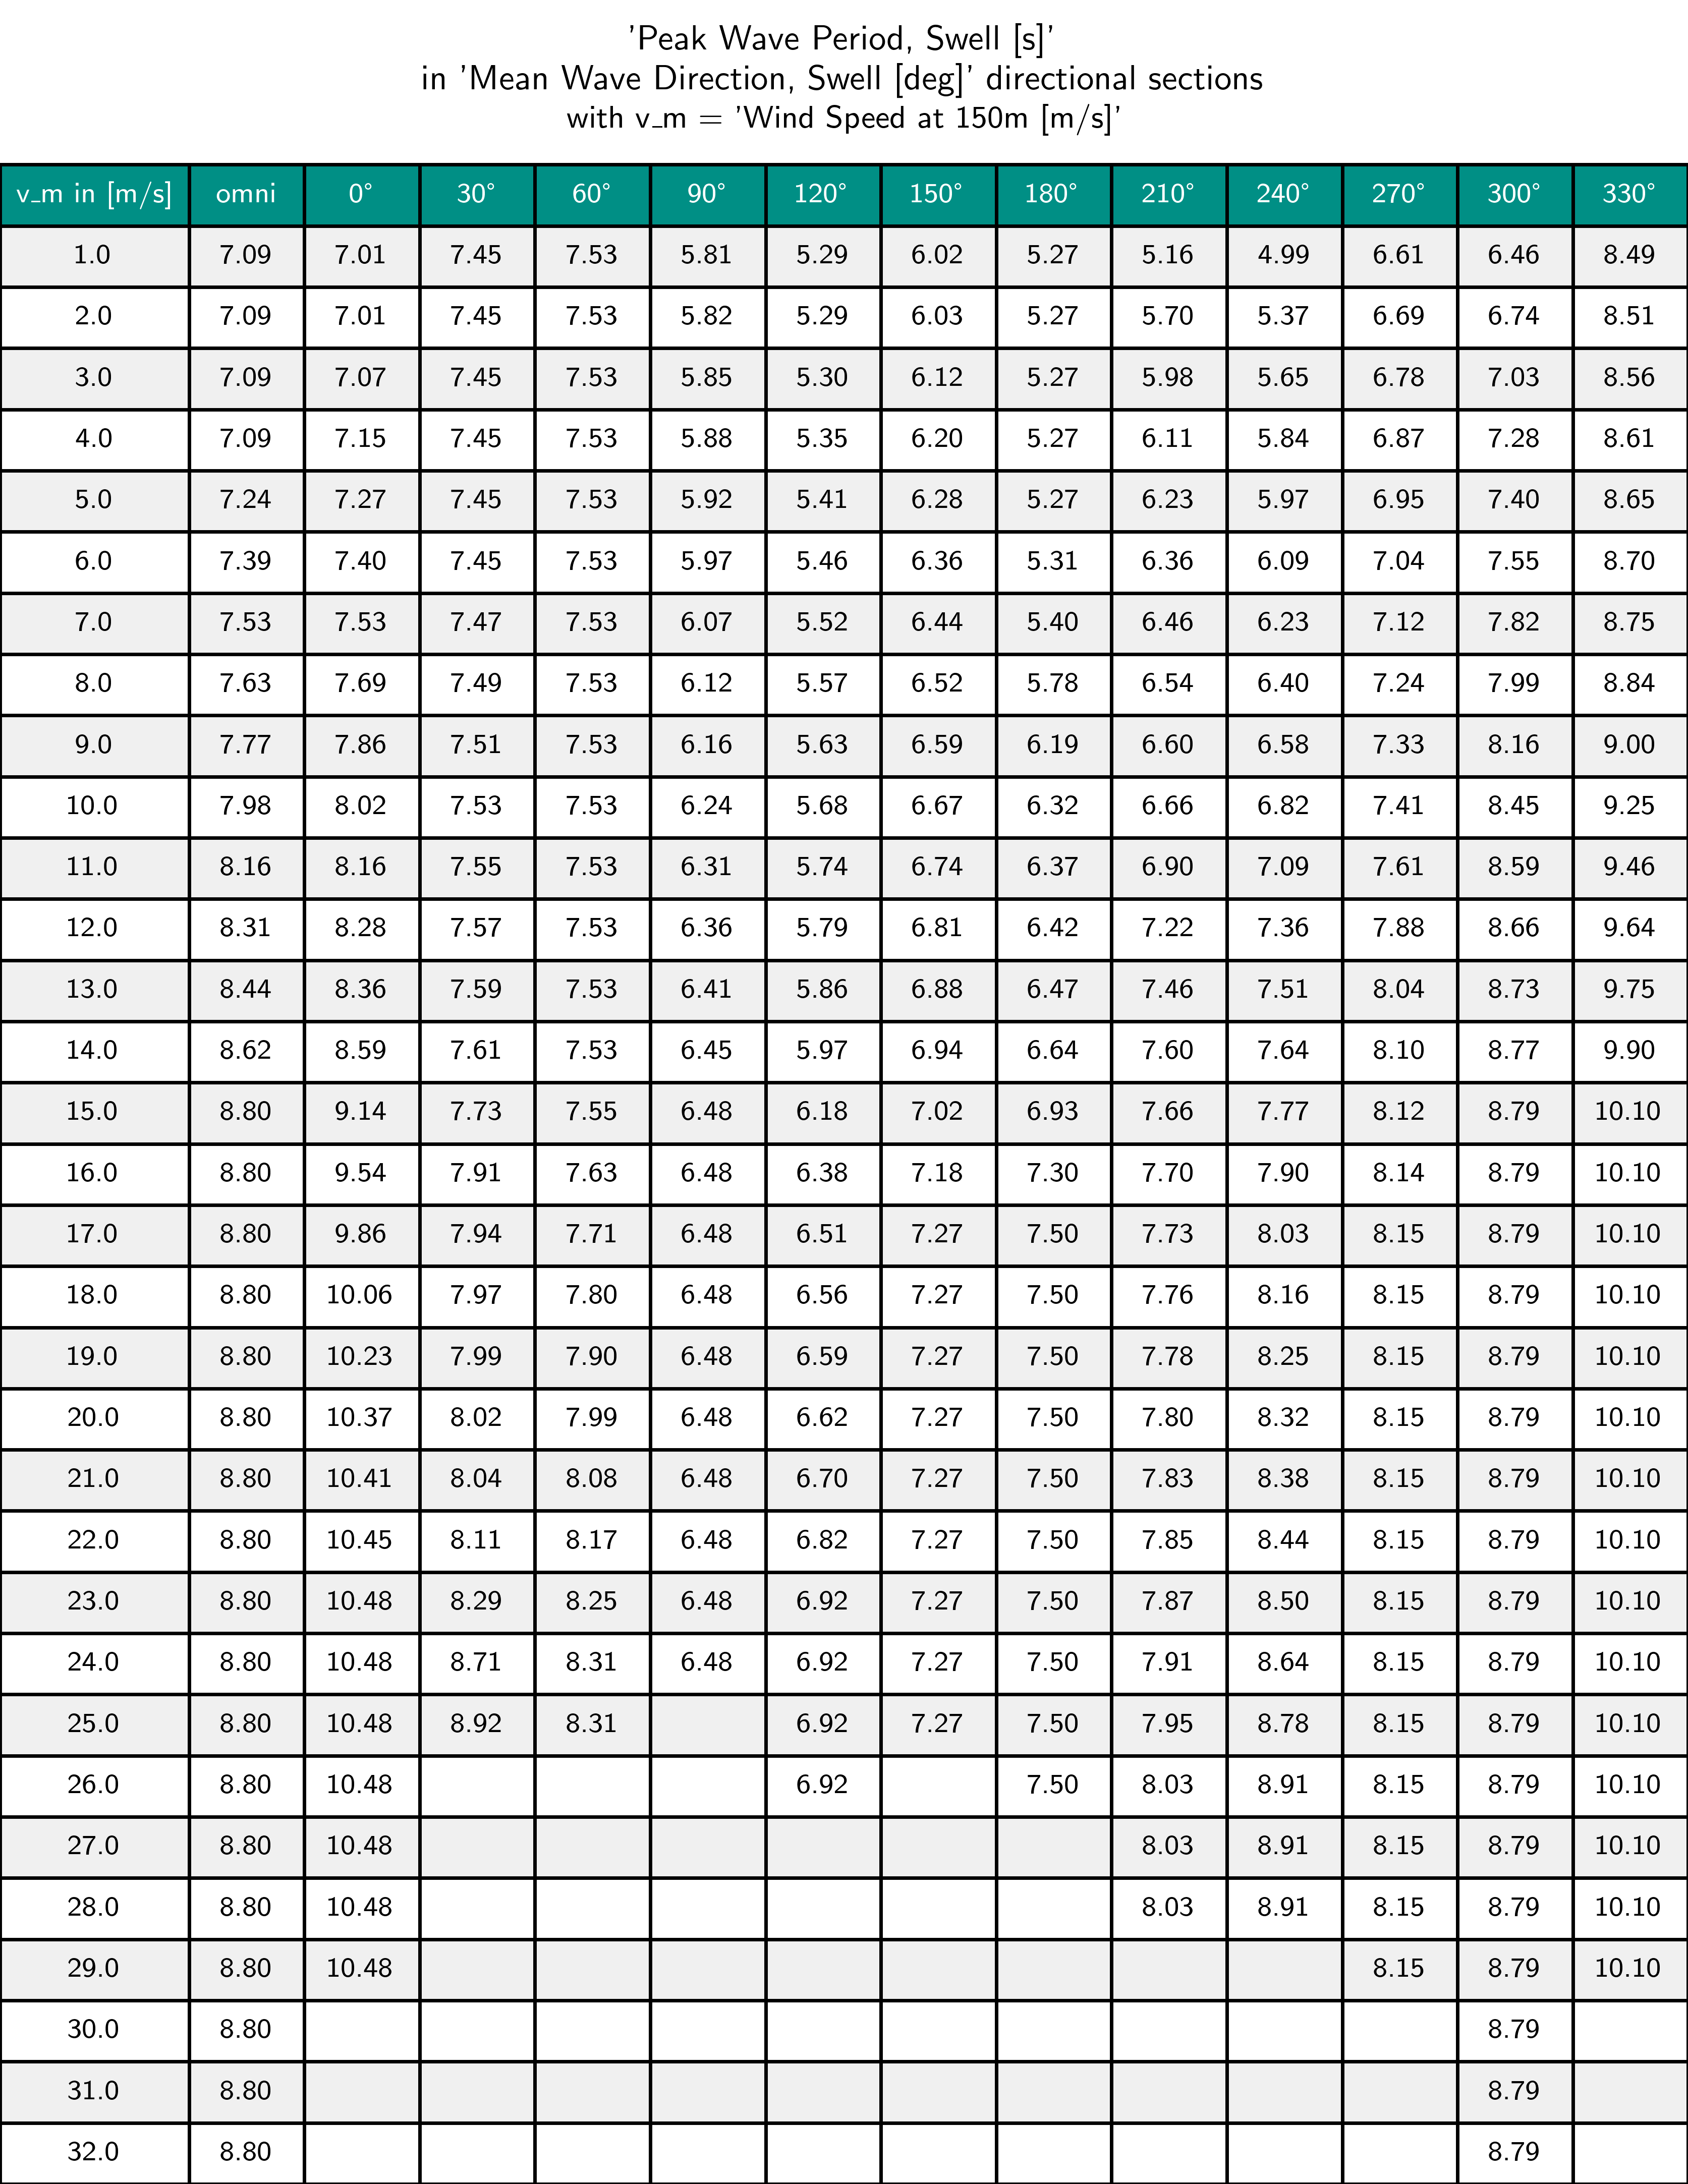 'Peak Wave Period, Swell [s]'
in 'Mean Wave Direction, Swell [deg]' directional sections
with v_m = 'Wind Speed at 150m [m/s]'
v_m in [m/s] omni 0° 30° 60° 90° 120° 150° 180° 210° 240° 270° 300° 330°
1.0 7.09 7.01 7.45 7.53 5.81 5.29 6.02 5.27 5.16 4.99 6.61 6.46 8.49
2.0 7.09 7.01 7.45 7.53 5.82 5.29 6.03 5.27 5.70 5.37 6.69 6.74 8.51
3.0 7.09 7.07 7.45 7.53 5.85 5.30 6.12 5.27 5.98 5.65 6.78 7.03 8.56
4.0 7.09 7.15 7.45 7.53 5.88 5.35 6.20 5.27 6.11 5.84 6.87 7.28 8.61
5.0 7.24 7.27 7.45 7.53 5.92 5.41 6.28 5.27 6.23 5.97 6.95 7.40 8.65
6.0 7.39 7.40 7.45 7.53 5.97 5.46 6.36 5.31 6.36 6.09 7.04 7.55 8.70
7.0 7.53 7.53 7.47 7.53 6.07 5.52 6.44 5.40 6.46 6.23 7.12 7.82 8.75
8.0 7.63 7.69 7.49 7.53 6.12 5.57 6.52 5.78 6.54 6.40 7.24 7.99 8.84
9.0 7.77 7.86 7.51 7.53 6.16 5.63 6.59 6.19 6.60 6.58 7.33 8.16 9.00
10.0 7.98 8.02 7.53 7.53 6.24 5.68 6.67 6.32 6.66 6.82 7.41 8.45 9.25
11.0 8.16 8.16 7.55 7.53 6.31 5.74 6.74 6.37 6.90 7.09 7.61 8.59 9.46
12.0 8.31 8.28 7.57 7.53 6.36 5.79 6.81 6.42 7.22 7.36 7.88 8.66 9.64
13.0 8.44 8.36 7.59 7.53 6.41 5.86 6.88 6.47 7.46 7.51 8.04 8.73 9.75
14.0 8.62 8.59 7.61 7.53 6.45 5.97 6.94 6.64 7.60 7.64 8.10 8.77 9.90
15.0 8.80 9.14 7.73 7.55 6.48 6.18 7.02 6.93 7.66 7.77 8.12 8.79 10.10
16.0 8.80 9.54 7.91 7.63 6.48 6.38 7.18 7.30 7.70 7.90 8.14 8.79 10.10
17.0 8.80 9.86 7.94 7.71 6.48 6.51 7.27 7.50 7.73 8.03 8.15 8.79 10.10
18.0 8.80 10.06 7.97 7.80 6.48 6.56 7.27 7.50 7.76 8.16 8.15 8.79 10.10
19.0 8.80 10.23 7.99 7.90 6.48 6.59 7.27 7.50 7.78 8.25 8.15 8.79 10.10
20.0 8.80 10.37 8.02 7.99 6.48 6.62 7.27 7.50 7.80 8.32 8.15 8.79 10.10
21.0 8.80 10.41 8.04 8.08 6.48 6.70 7.27 7.50 7.83 8.38 8.15 8.79 10.10
22.0 8.80 10.45 8.11 8.17 6.48 6.82 7.27 7.50 7.85 8.44 8.15 8.79 10.10
23.0 8.80 10.48 8.29 8.25 6.48 6.92 7.27 7.50 7.87 8.50 8.15 8.79 10.10
24.0 8.80 10.48 8.71 8.31 6.48 6.92 7.27 7.50 7.91 8.64 8.15 8.79 10.10
25.0 8.80 10.48 8.92 8.31 6.92 7.27 7.50 7.95 8.78 8.15 8.79 10.10
26.0 8.80 10.48 6.92 7.50 8.03 8.91 8.15 8.79 10.10
27.0 8.80 10.48 8.03 8.91 8.15 8.79 10.10
28.0 8.80 10.48 8.03 8.91 8.15 8.79 10.10
29.0 8.80 10.48 8.15 8.79 10.10
30.0 8.80 8.79
31.0 8.80 8.79
32.0 8.80 8.79